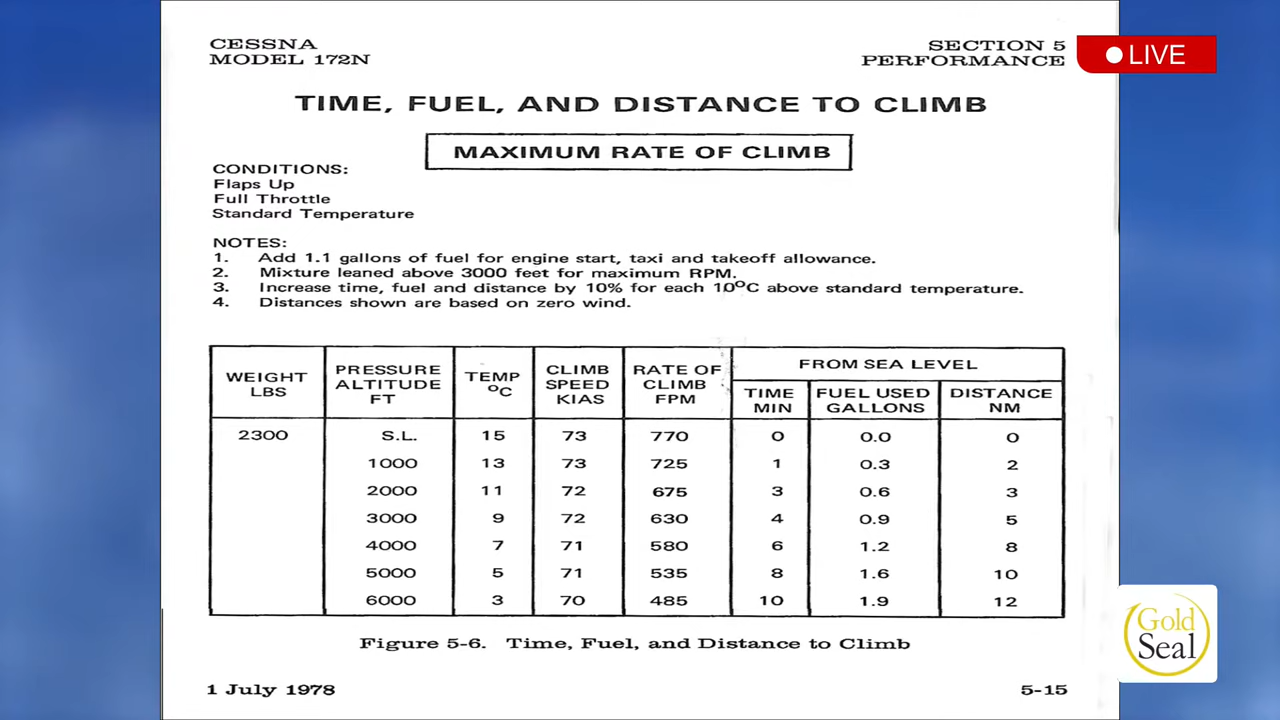 CESSNA
MODEL 172N
SECTION 5
PERFORMANCE
LIVE
TIME, FUEL, AND DISTANCE TO CLIMB
MAXIMUM RATE OF CLIMB
CONDITIONS:
Flaps Up
Full Throttle
Standard Temperature
NOTES:
1. Add 1.1 gallons of fuel for engine start, taxi and takeoff allowance.
2. Mixture leaned above 3000 feet for maximum RPM.
3. Increase time, fuel and distance by 10% for each 10°C above standard temperature.
4. Distances shown are based on zero wind.
WEIGHT LBS
PRESSURE ALTITUDE FT
TEMP °C
CLIMB SPEED KIAS
RATE OF CLIMB FPM
FROM SEA LEVEL
TIME MIN
FUEL USED GALLONS
DISTANCE NM
2300 S.L. 15 73 770 0 0.0 0
1000 13 73 725 1 0.3 2
2000 11 72 675 3 0.6 3
3000 9 72 630 4 0.9 5
4000 7 71 580 6 1.2 8
5000 5 71 535 8 1.6 10
6000 3 70 485 10 1.9 12
Figure 5-6. Time, Fuel, and Distance to Climb
Gold
Seal
1 July 1978
5-15